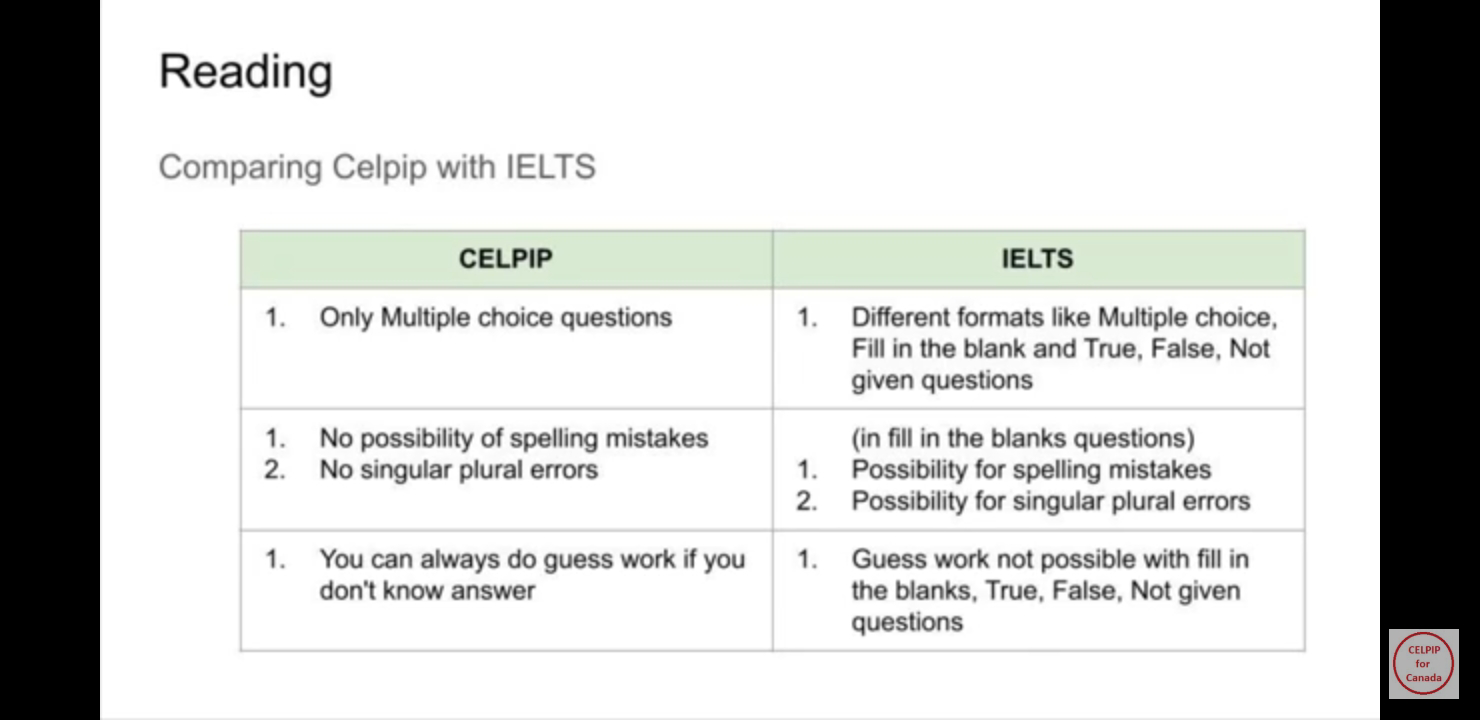 Reading
Comparing Celpip with IELTS
CELPIP
IELTS
1. Only Multiple choice questions
1. Different formats like Multiple choice,
Fill in the blank and True, False, Not
given questions
1. No possibility of spelling mistakes
2. No singular plural errors
(in fill in the blanks questions)
1. Possibility for spelling mistakes
2. Possibility for singular plural errors
1. You can always do guess work if you
don't know answer
1. Guess work not possible with fill in
the blanks, True, False, Not given
questions
CELPIP
for
Canada